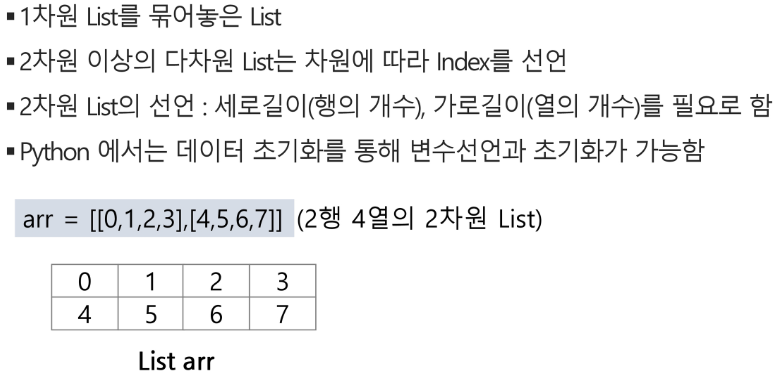 ▪1차원 List를 묶어놓은 List
▪2차원 이상의 다차원 List는 차원에 따라 Index를 선언
▪2차원 List의 선언 : 세로길이(행의 개수), 가로길이(열의 개수)를 필요로 함
▪Python 에서는 데이터 초기화를 통해 변수선언과 초기화가 가능함
arr = [[0,1,2,3],[4,5,6,7]] (2행 4열의 2차원 List)
0 1 2 3
4 5 6 7
List arr